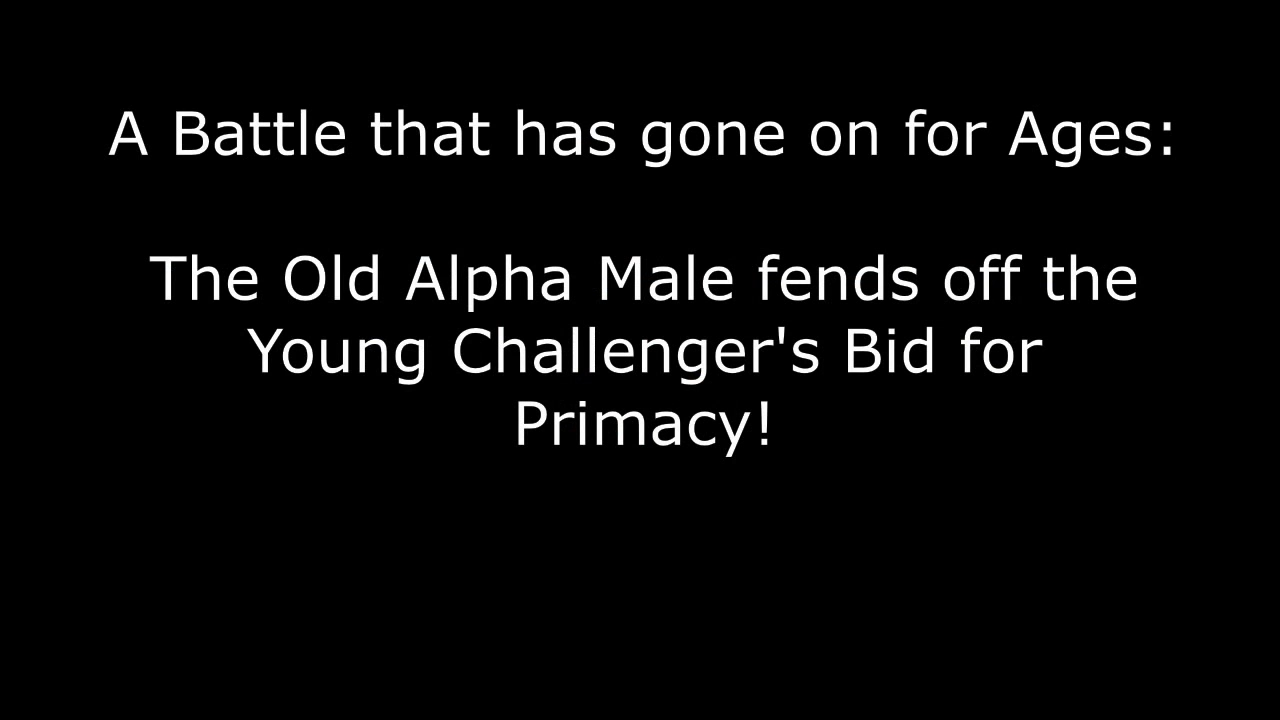 A Battle that has gone on for Ages:
The Old Alpha Male fends off the
Young Challenger's Bid for
Primacy!